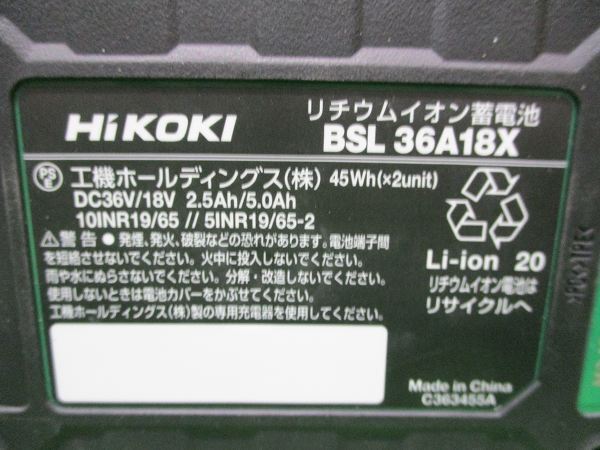 HiKOKI
リチウムイオン蓄電池
BSL 36A18X
PS E 工機ホールディングス(株) 45Wh(×2unit)
DC36V/18V 2.5Ah/5.0Ah
10INR19/65 // 5INR19/65-2
⚠警告 ● 発煙、発火、破裂などの恐れがあります。電池端子間
を短絡させないでください。火中に投入しないでください。
雨や水にぬらさないでください。分解・改造しないでください。
使用しないときは電池カバーをかぶせてください。
工機ホールディングス(株)製の専用充電器を使用してください。
Li-ion 20
リチウムイオン電池は
リサイクルへ
Made in China
C363455A